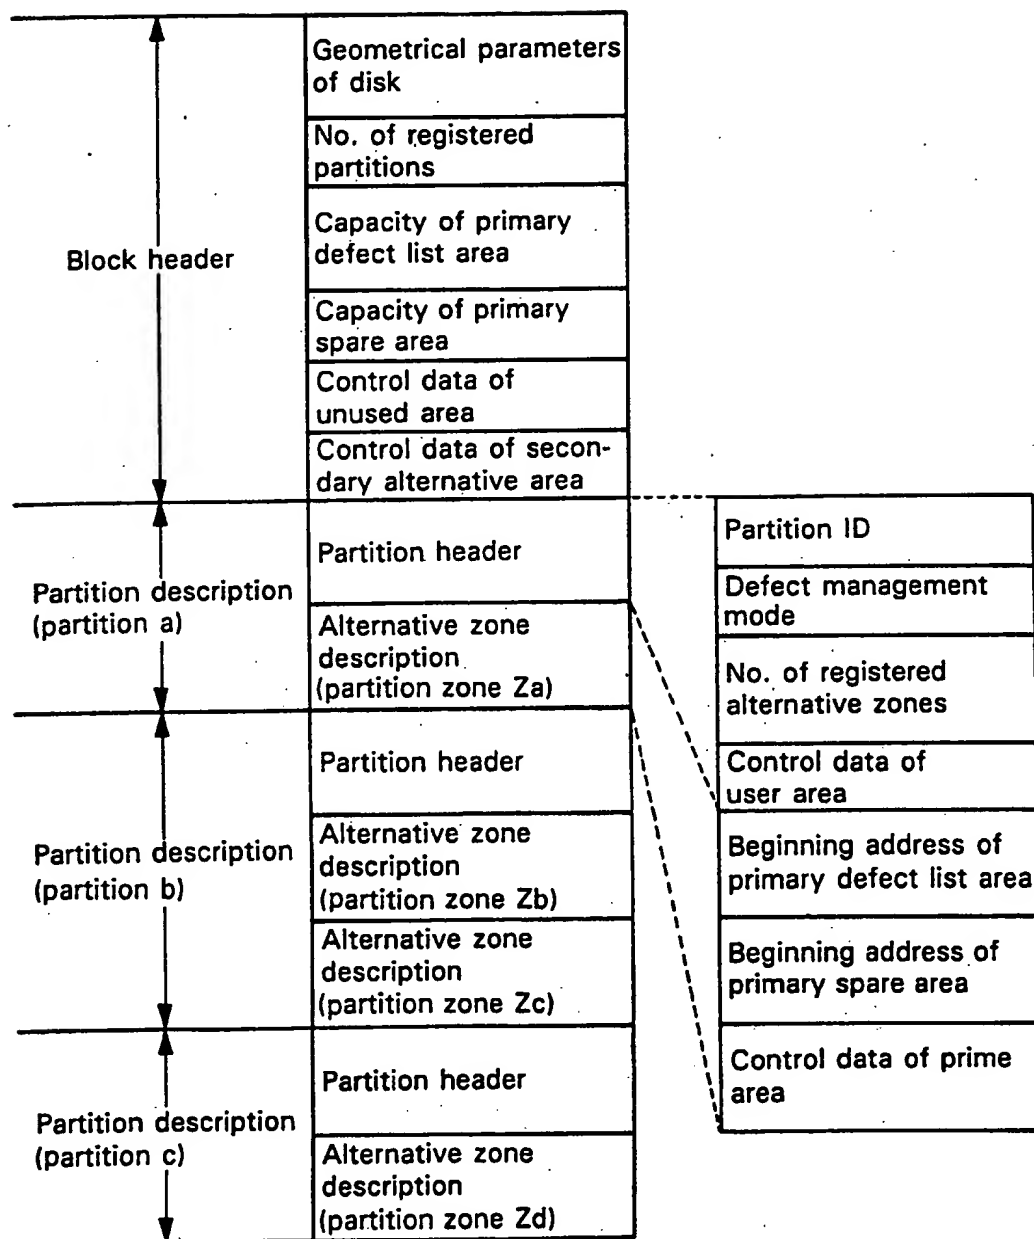 Geometrical parameters
of disk
No. of registered
partitions
Capacity of primary
defect list area
Block header
Capacity of primary
spare area
Control data of
unused area
Control data of secon-
dary alternative area
Partition description
(partition a)
Partition header
Alternative zone
description
(partition zone Za)
Partition description
(partition b)
Partition header
Alternative zone
description
(partition zone Zb)
Alternative zone
description
(partition zone Zc)
Partition description
(partition c)
Partition header
Alternative zone
description
(partition zone Zd)
Partition ID
Defect management
mode
No. of registered
alternative zones
Control data of
user area
Beginning address of
primary defect list area
Beginning address of
primary spare area
Control data of prime
area